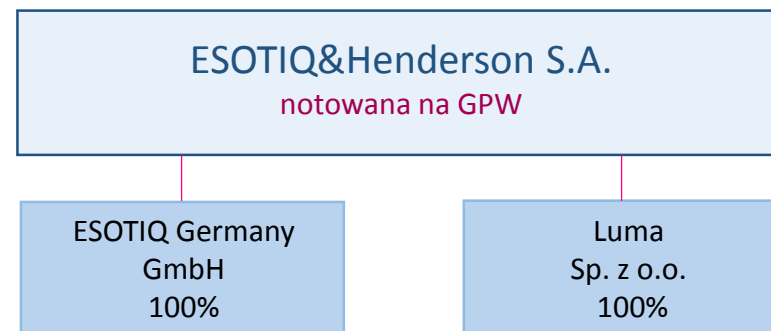 ESOTIQ&Henderson S.A.
notowana na GPW
ESOTIQ Germany
GmbH
100%
Luma
Sp. z o.o.
100%